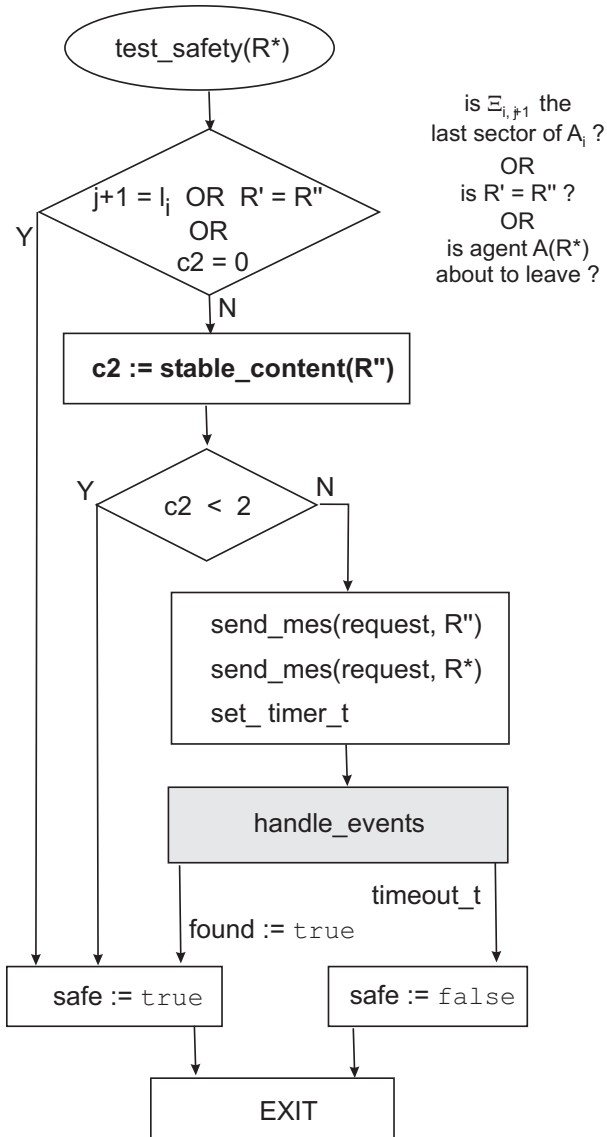 test_safety(R*)
is Ξi, j+1 the
last sector of Ai ?
OR
is R' = R" ?
OR
is agent A(R*)
about to leave ?
j+1 = li OR R' = R"
OR
c2 = 0
Y
N
c2 := stable_content(R")
Y
N
c2 < 2
send_mes(request, R")
send_mes(request, R*)
set_ timer_t
handle_events
timeout_t
found := true
safe := true
safe := false
EXIT